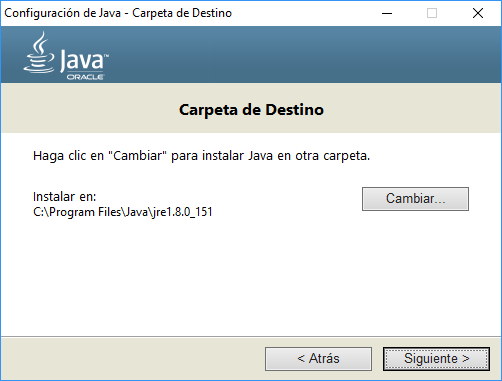 Configuración de Java - Carpeta de Destino
Java™
ORACLE
Carpeta de Destino
Haga clic en "Cambiar" para instalar Java en otra carpeta.
Instalar en:
C:\Program Files\Java\jre1.8.0_151
Cambiar...
< Atrás
Siguiente >